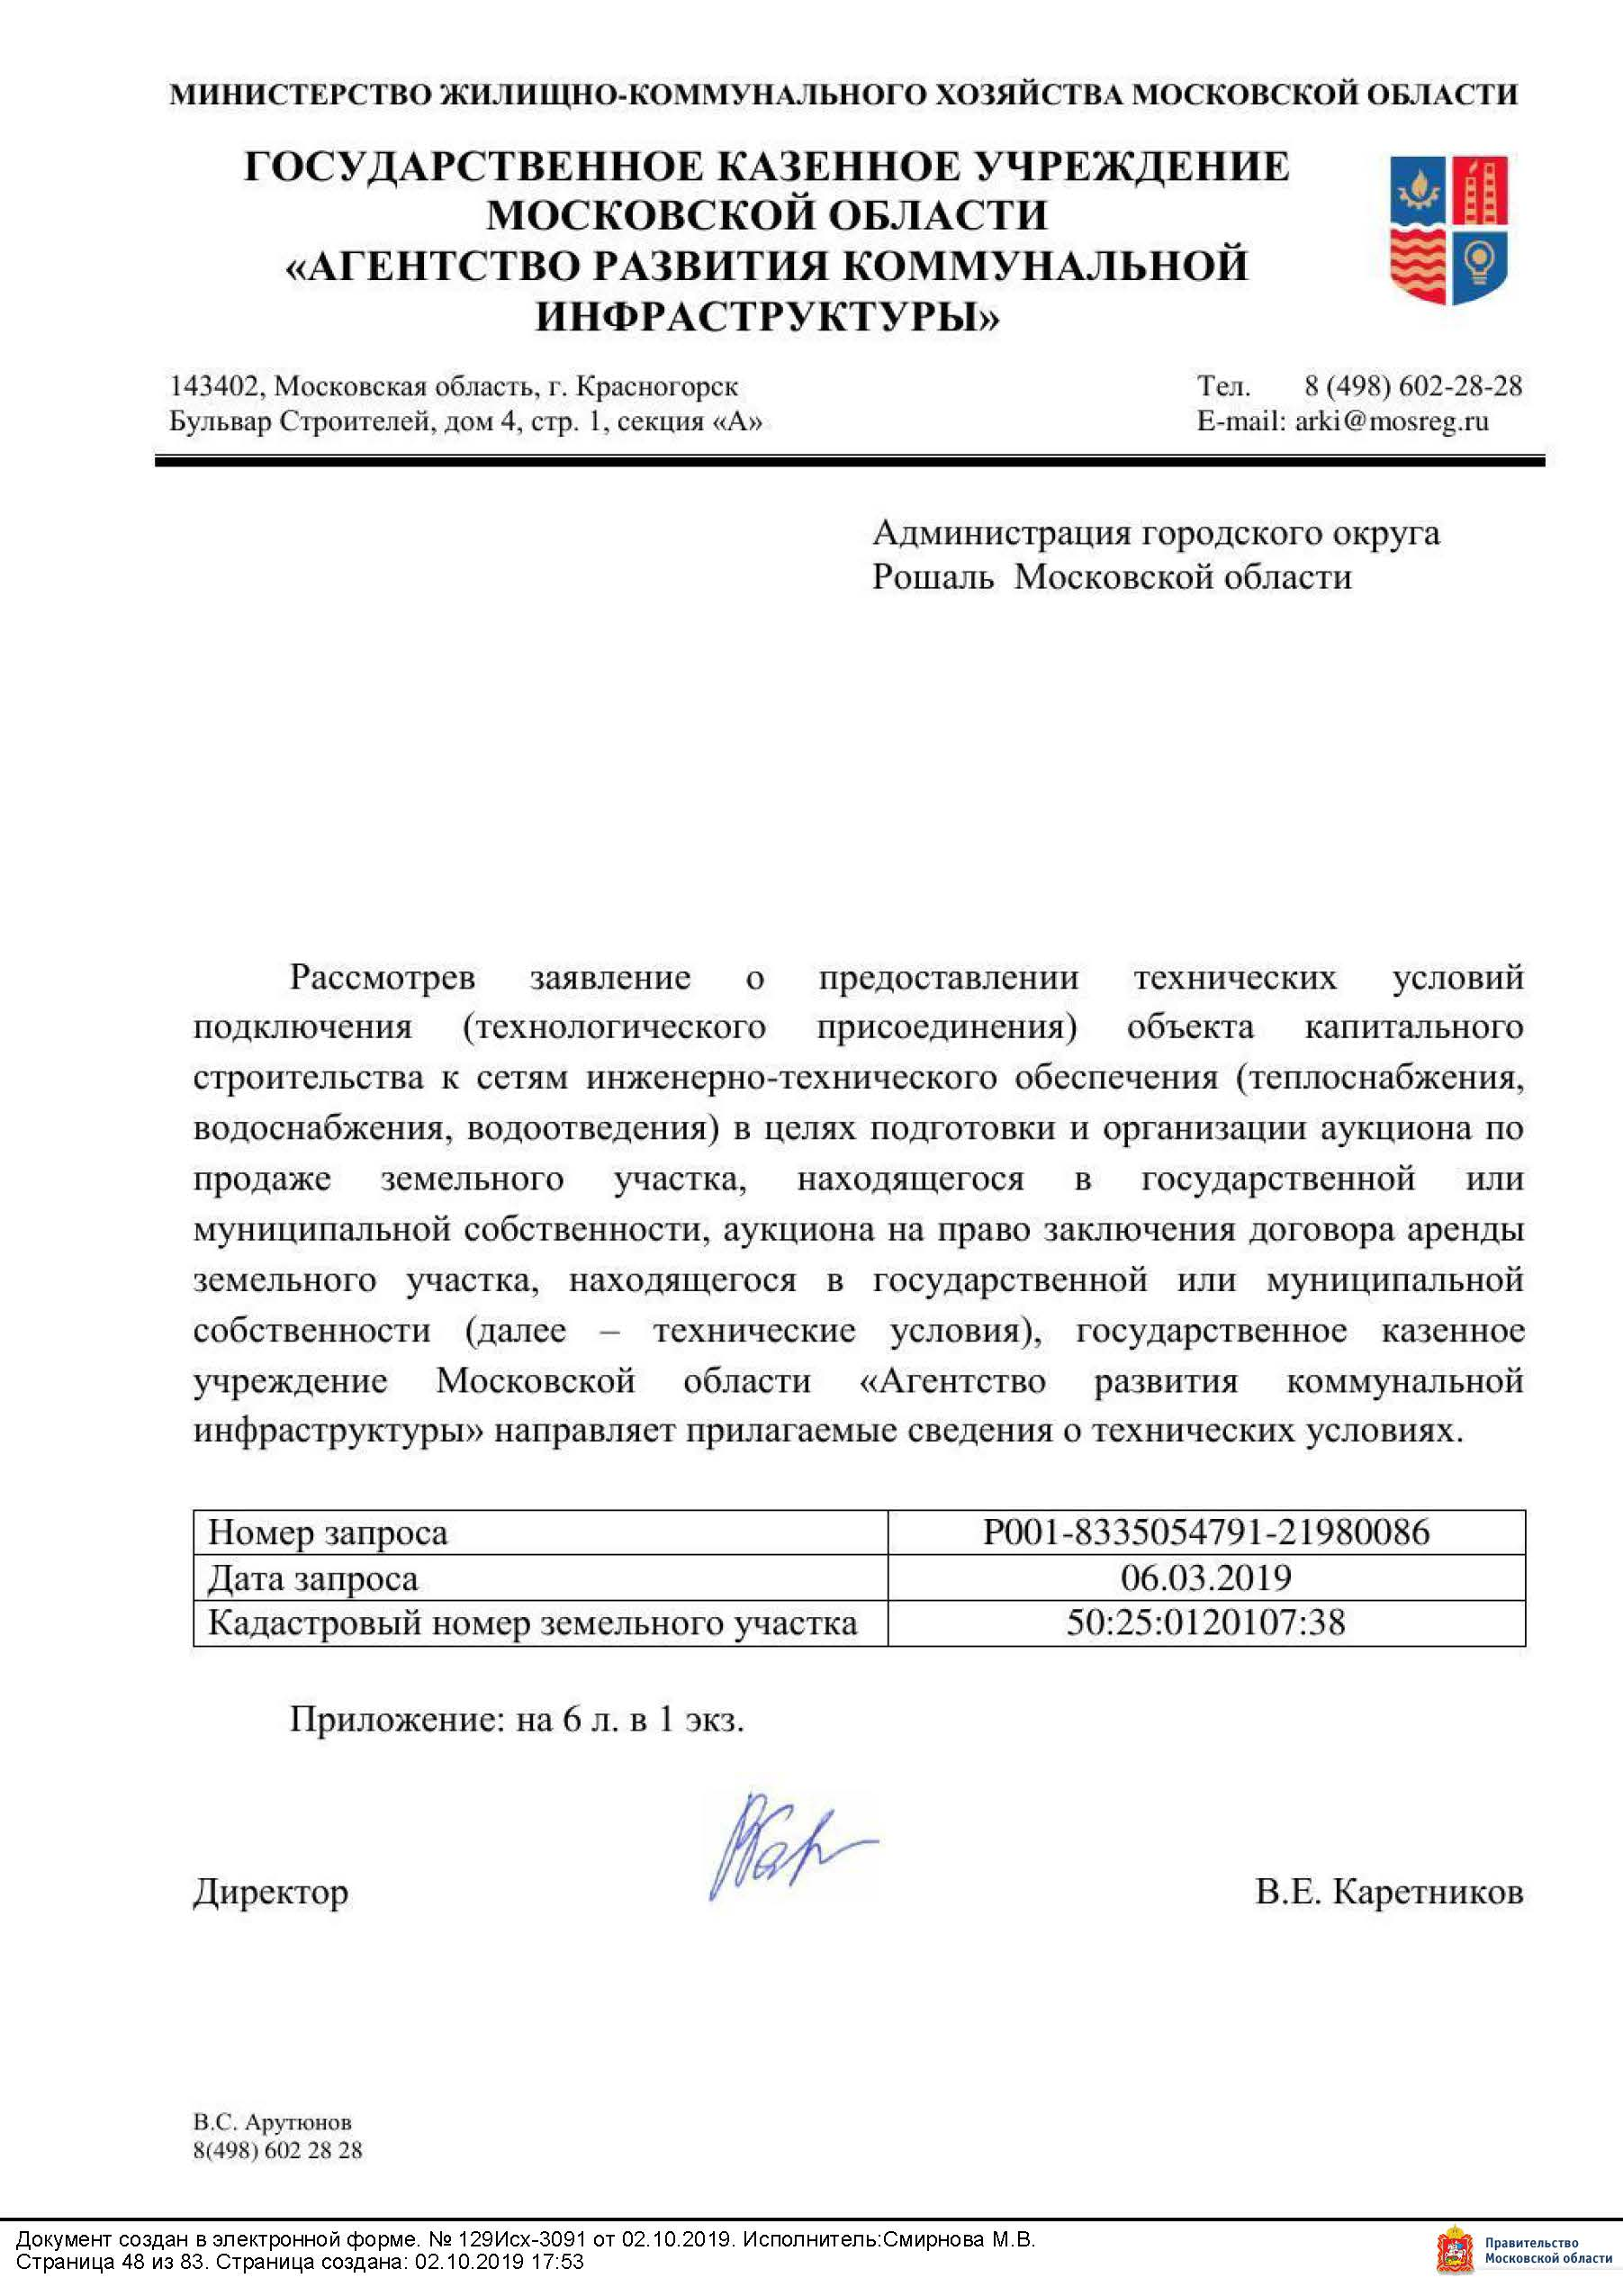 МИНИСТЕРСТВО ЖИЛИЩНО-КОММУНАЛЬНОГО ХОЗЯЙСТВА МОСКОВСКОЙ ОБЛАСТИ
ГОСУДАРСТВЕННОЕ КАЗЕННОЕ УЧРЕЖДЕНИЕ
МОСКОВСКОЙ ОБЛАСТИ
«АГЕНТСТВО РАЗВИТИЯ КОММУНАЛЬНОЙ
ИНФРАСТРУКТУРЫ»
143402, Московская область, г. Красногорск
Бульвар Строителей, дом 4, стр. 1, секция «А»
Тел. 8 (498) 602-28-28
E-mail: arki@mosreg.ru
Администрация городского округа
Рошаль Московской области
Рассмотрев заявление о предоставлении технических условий
подключения (технологического присоединения) объекта капитального
строительства к сетям инженерно-технического обеспечения (теплоснабжения,
водоснабжения, водоотведения) в целях подготовки и организации аукциона по
продаже земельного участка, находящегося в государственной или
муниципальной собственности, аукциона на право заключения договора аренды
земельного участка, находящегося в государственной или муниципальной
собственности (далее – технические условия), государственное казенное
учреждение Московской области «Агентство развития коммунальной
инфраструктуры» направляет прилагаемые сведения о технических условиях.
Номер запроса P001-8335054791-21980086
Дата запроса 06.03.2019
Кадастровый номер земельного участка 50:25:0120107:38
Приложение: на 6 л. в 1 экз.
Директор В.Е. Каретников
В.С. Арутюнов
8(498) 602 28 28
Документ создан в электронной форме. № 129Исх-3091 от 02.10.2019. Исполнитель:Смирнова М.В.
Страница 48 из 83. Страница создана: 02.10.2019 17:53
Правительство
Московской области